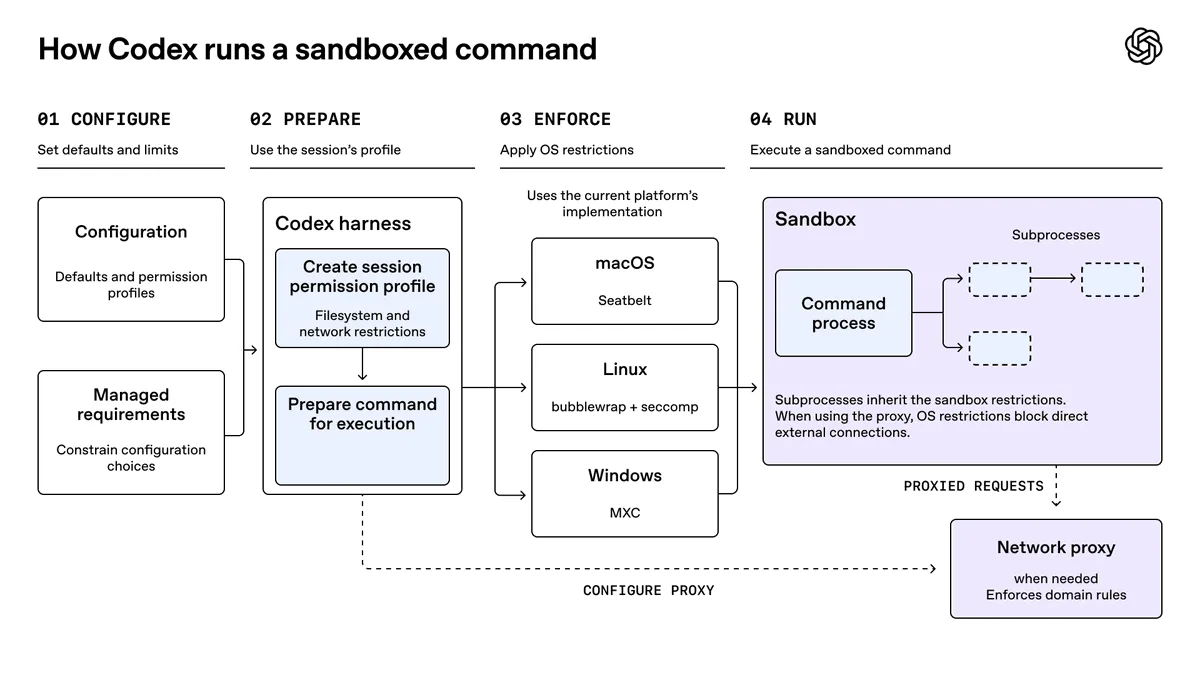 How Codex runs a sandboxed command
01 CONFIGURE
Set defaults and limits
02 PREPARE
Use the session's profile
03 ENFORCE
Apply OS restrictions
04 RUN
Execute a sandboxed command
Configuration
Defaults and permission
profiles
Managed
requirements
Constrain configuration
choices
Codex harness
Create session
permission profile
Filesystem and
network restrictions
Prepare command
for execution
Uses the current platform's
implementation
macOS
Seatbelt
Linux
bubblewrap + seccomp
Windows
MXC
Sandbox
Subprocesses
Command
process
Subprocesses inherit the sandbox restrictions.
When using the proxy, OS restrictions block direct
external connections.
PROXIED REQUESTS
CONFIGURE PROXY
Network proxy
when needed
Enforces domain rules